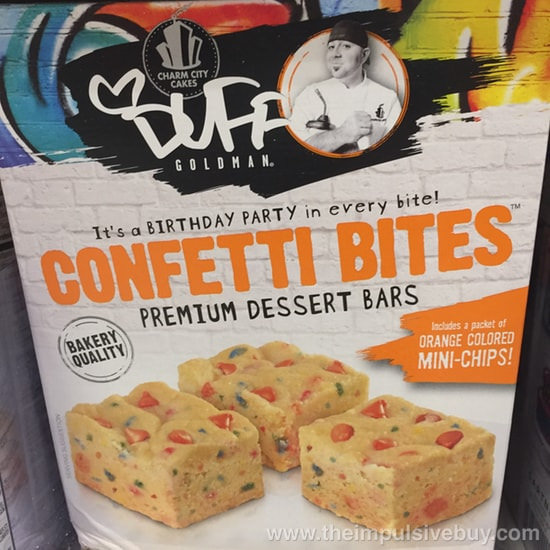 CHARM CITY
CAKES
DUFF
GOLDMAN®
It's a BIRTHDAY PARTY in every bite!
CONFETTI BITES™
PREMIUM DESSERT BARS
Includes a packet of
ORANGE COLORED
MINI-CHIPS!
BAKERY
QUALITY
www.theimpulsivebuy.com